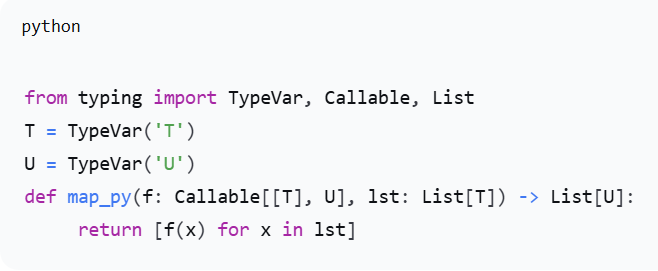 python
from typing import TypeVar, Callable, List
T = TypeVar('T')
U = TypeVar('U')
def map_py(f: Callable[[T], U], lst: List[T]) -> List[U]:
     return [f(x) for x in lst]